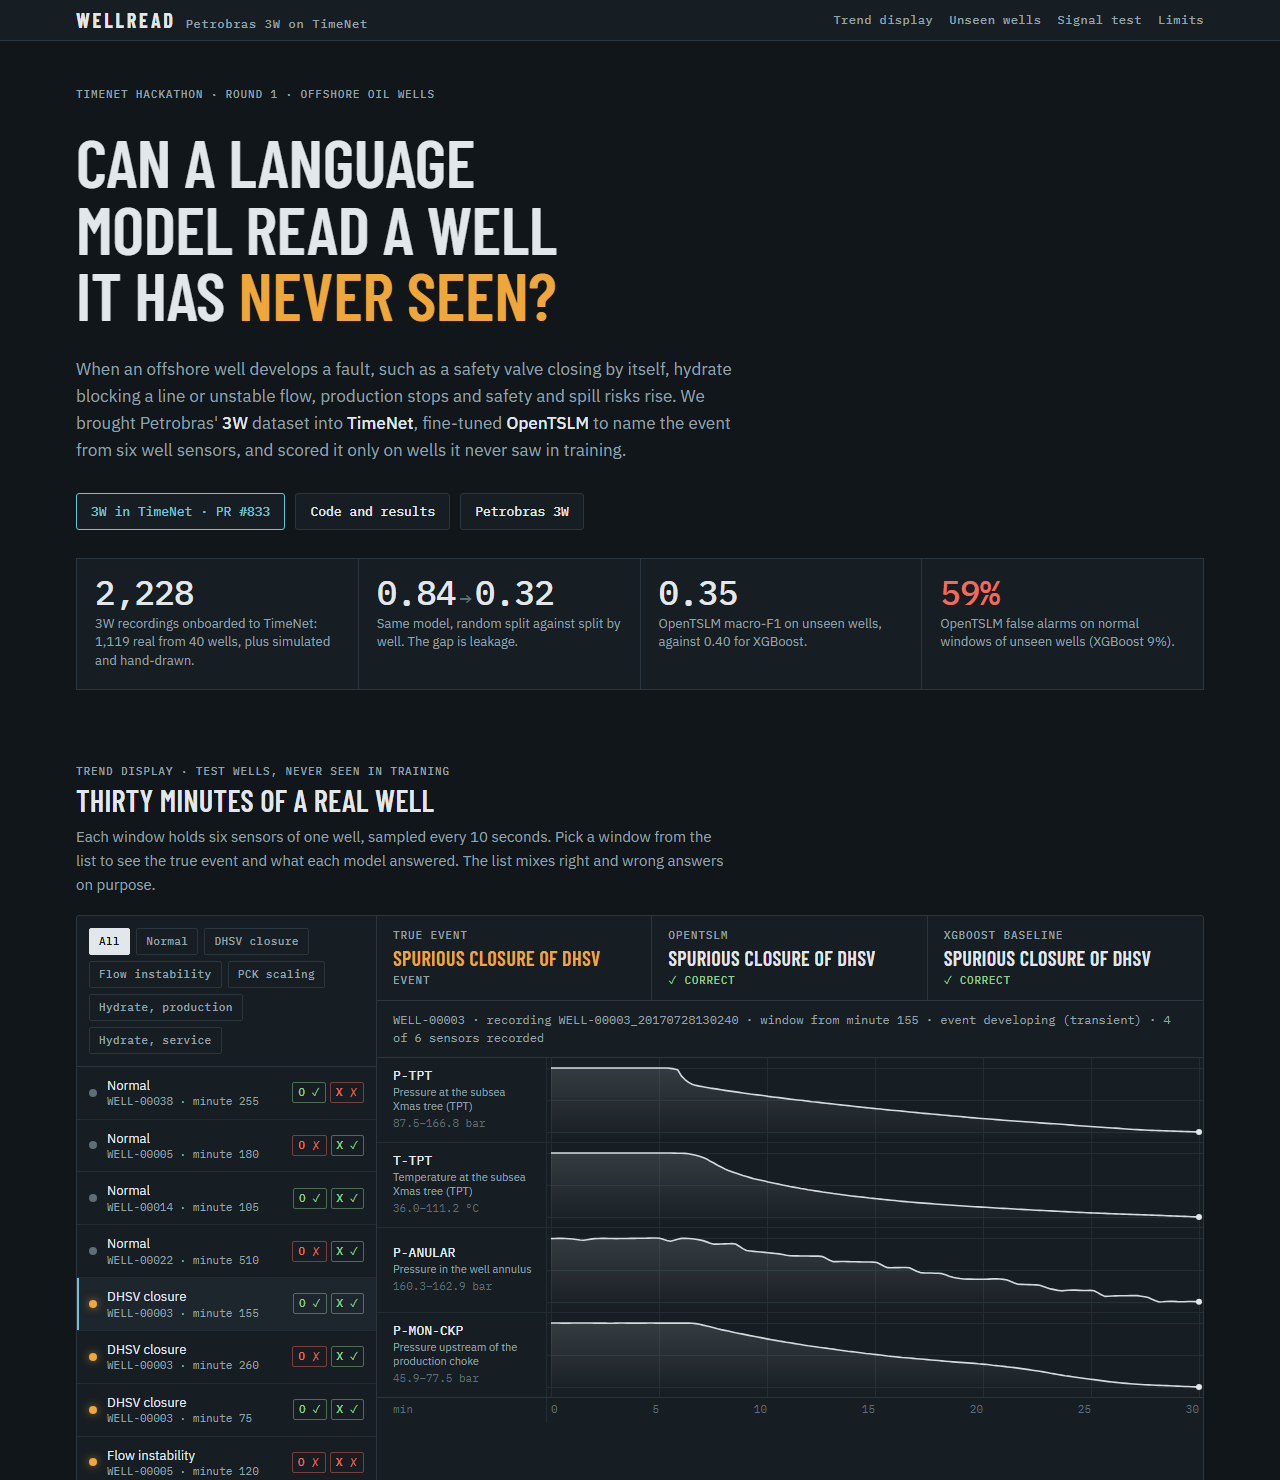 WELLREAD Petrobras 3W on TimeNet
Trend display Unseen wells Signal test Limits
TIMENET HACKATHON · ROUND 1 · OFFSHORE OIL WELLS
CAN A LANGUAGE
MODEL READ A WELL
IT HAS NEVER SEEN?
When an offshore well develops a fault, such as a safety valve closing by itself, hydrate
blocking a line or unstable flow, production stops and safety and spill risks rise. We
brought Petrobras' 3W dataset into TimeNet, fine-tuned OpenTSLM to name the event
from six well sensors, and scored it only on wells it never saw in training.
3W in TimeNet · PR #833
Code and results
Petrobras 3W
2,228
3W recordings onboarded to TimeNet:
1,119 real from 40 wells, plus simulated
and hand-drawn.
0.84→0.32
Same model, random split against split by
well. The gap is leakage.
0.35
OpenTSLM macro-F1 on unseen wells,
against 0.40 for XGBoost.
59%
OpenTSLM false alarms on normal
windows of unseen wells (XGBoost 9%).
TREND DISPLAY · TEST WELLS, NEVER SEEN IN TRAINING
THIRTY MINUTES OF A REAL WELL
Each window holds six sensors of one well, sampled every 10 seconds. Pick a window from the
list to see the true event and what each model answered. The list mixes right and wrong answers
on purpose.
All Normal DHSV closure
Flow instability PCK scaling
Hydrate, production
Hydrate, service
Normal
WELL-00038 · minute 255
O ✓ X ✗
Normal
WELL-00005 · minute 180
O ✗ X ✓
Normal
WELL-00014 · minute 105
O ✓ X ✓
Normal
WELL-00022 · minute 510
O ✗ X ✓
DHSV closure
WELL-00003 · minute 155
O ✓ X ✓
DHSV closure
WELL-00003 · minute 260
O ✗ X ✓
DHSV closure
WELL-00003 · minute 75
O ✓ X ✓
Flow instability
WELL-00005 · minute 120
O ✗ X ✗
TRUE EVENT
SPURIOUS CLOSURE OF DHSV
EVENT
OPENTSLM
SPURIOUS CLOSURE OF DHSV
✓ CORRECT
XGBOOST BASELINE
SPURIOUS CLOSURE OF DHSV
✓ CORRECT
WELL-00003 · recording WELL-00003_20170728130240 · window from minute 155 · event developing (transient) · 4
of 6 sensors recorded
P-TPT
Pressure at the subsea
Xmas tree (TPT)
87.5–166.8 bar
T-TPT
Temperature at the subsea
Xmas tree (TPT)
36.0–111.2 °C
P-ANULAR
Pressure in the well annulus
160.3–162.9 bar
P-MON-CKP
Pressure upstream of the
production choke
45.9–77.5 bar
min 0 5 10 15 20 25 30